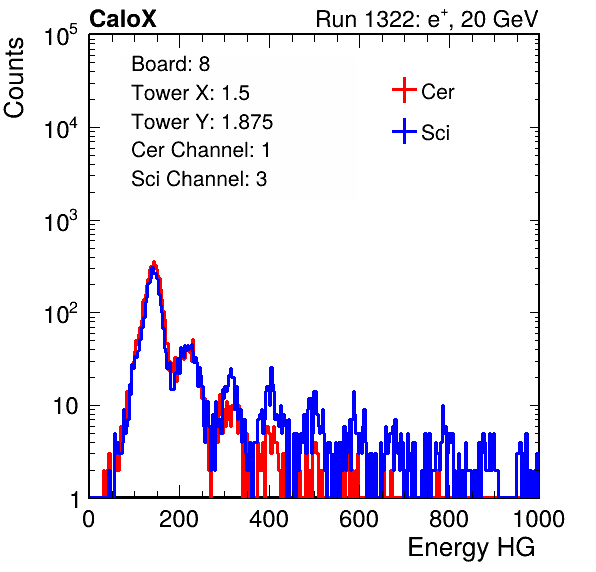 CaloX Run 1322: e⁺, 20 GeV
Counts
Board: 8
Tower X: 1.5
Tower Y: 1.875
Cer Channel: 1
Sci Channel: 3
Cer
Sci
10⁵
10⁴
10³
10²
10
1
0 200 400 600 800 1000
Energy HG